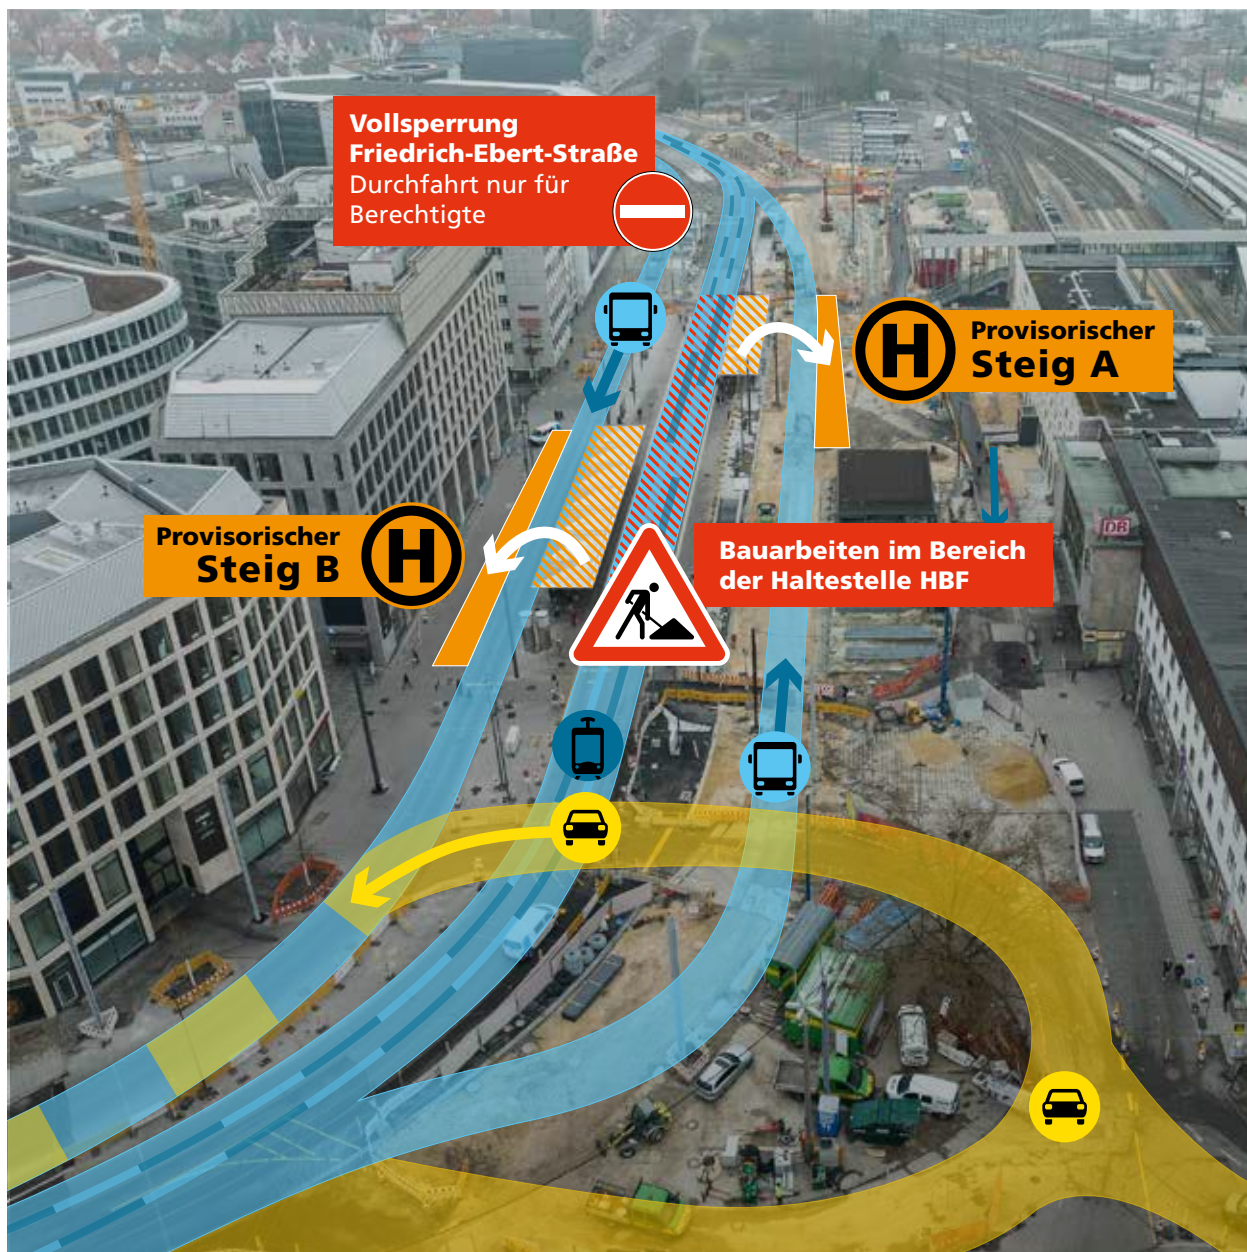 Vollsperrung
Friedrich-Ebert-Straße
Durchfahrt nur für
Berechtigte
H
Provisorischer
Steig A
Provisorischer
Steig B
H
DB
Bauarbeiten im Bereich
der Haltestelle HBF